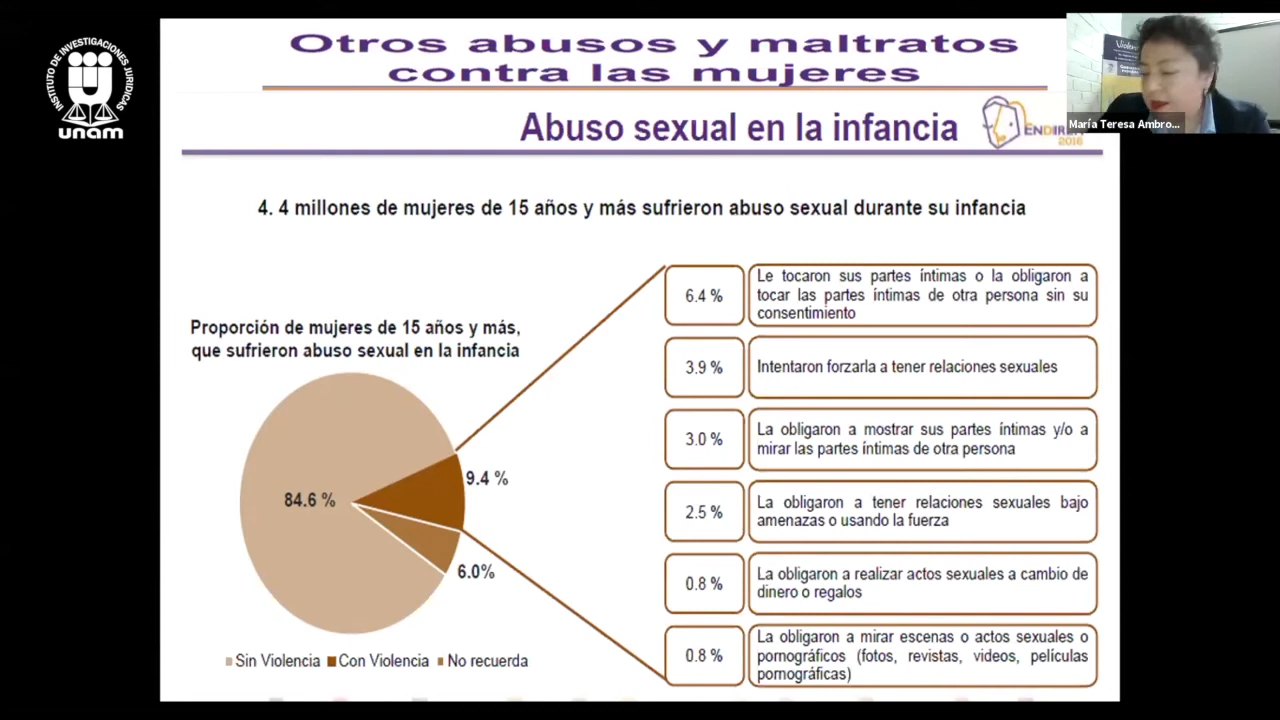 Otros abusos y maltratos
contra las mujeres
INSTITUTO DE INVESTIGACIONES JURÍDICAS
UNAM
María Teresa Ambro...
Abuso sexual en la infancia
ENDIREH
2016
4. 4 millones de mujeres de 15 años y más sufrieron abuso sexual durante su infancia
Proporción de mujeres de 15 años y más,
que sufrieron abuso sexual en la infancia
84.6 %
9.4 %
6.0%
Sin Violencia Con Violencia No recuerda
6.4 %
Le tocaron sus partes íntimas o la obligaron a
tocar las partes íntimas de otra persona sin su
consentimiento
3.9 %
Intentaron forzarla a tener relaciones sexuales
3.0 %
La obligaron a mostrar sus partes íntimas y/o a
mirar las partes íntimas de otra persona
2.5 %
La obligaron a tener relaciones sexuales bajo
amenazas o usando la fuerza
0.8 %
La obligaron a realizar actos sexuales a cambio de
dinero o regalos
0.8 %
La obligaron a mirar escenas o actos sexuales o
pornográficos (fotos, revistas, videos, películas
pornográficas)